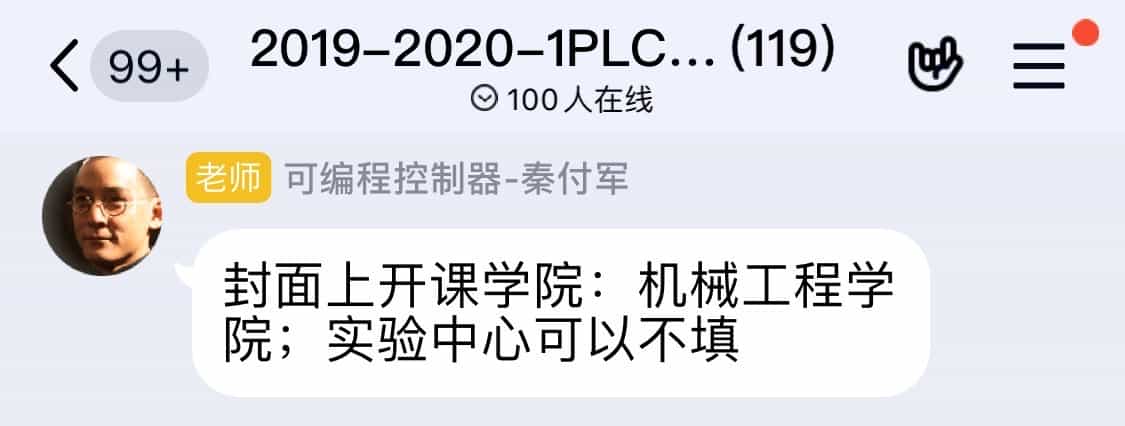 99+
2019-2020-1PLC... (119)
100人在线
老师 可编程控制器-秦付军
封面上开课学院：机械工程学
院；实验中心可以不填